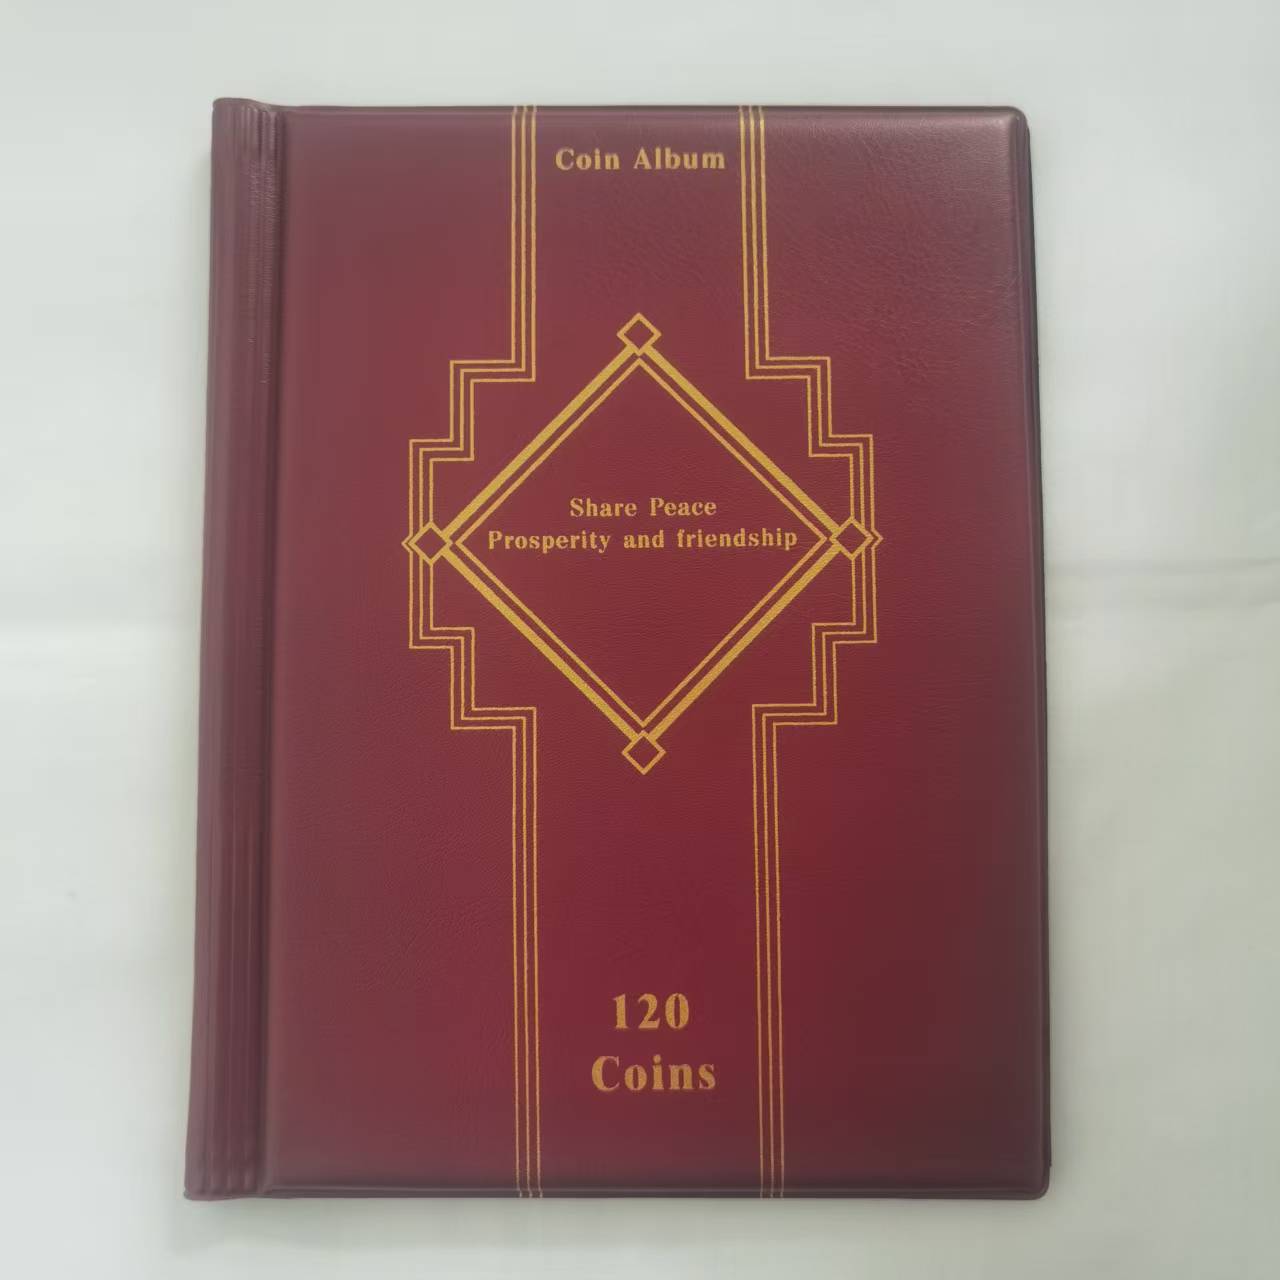 Coin Album
Share Peace
Prosperity and friendship
120
Coins